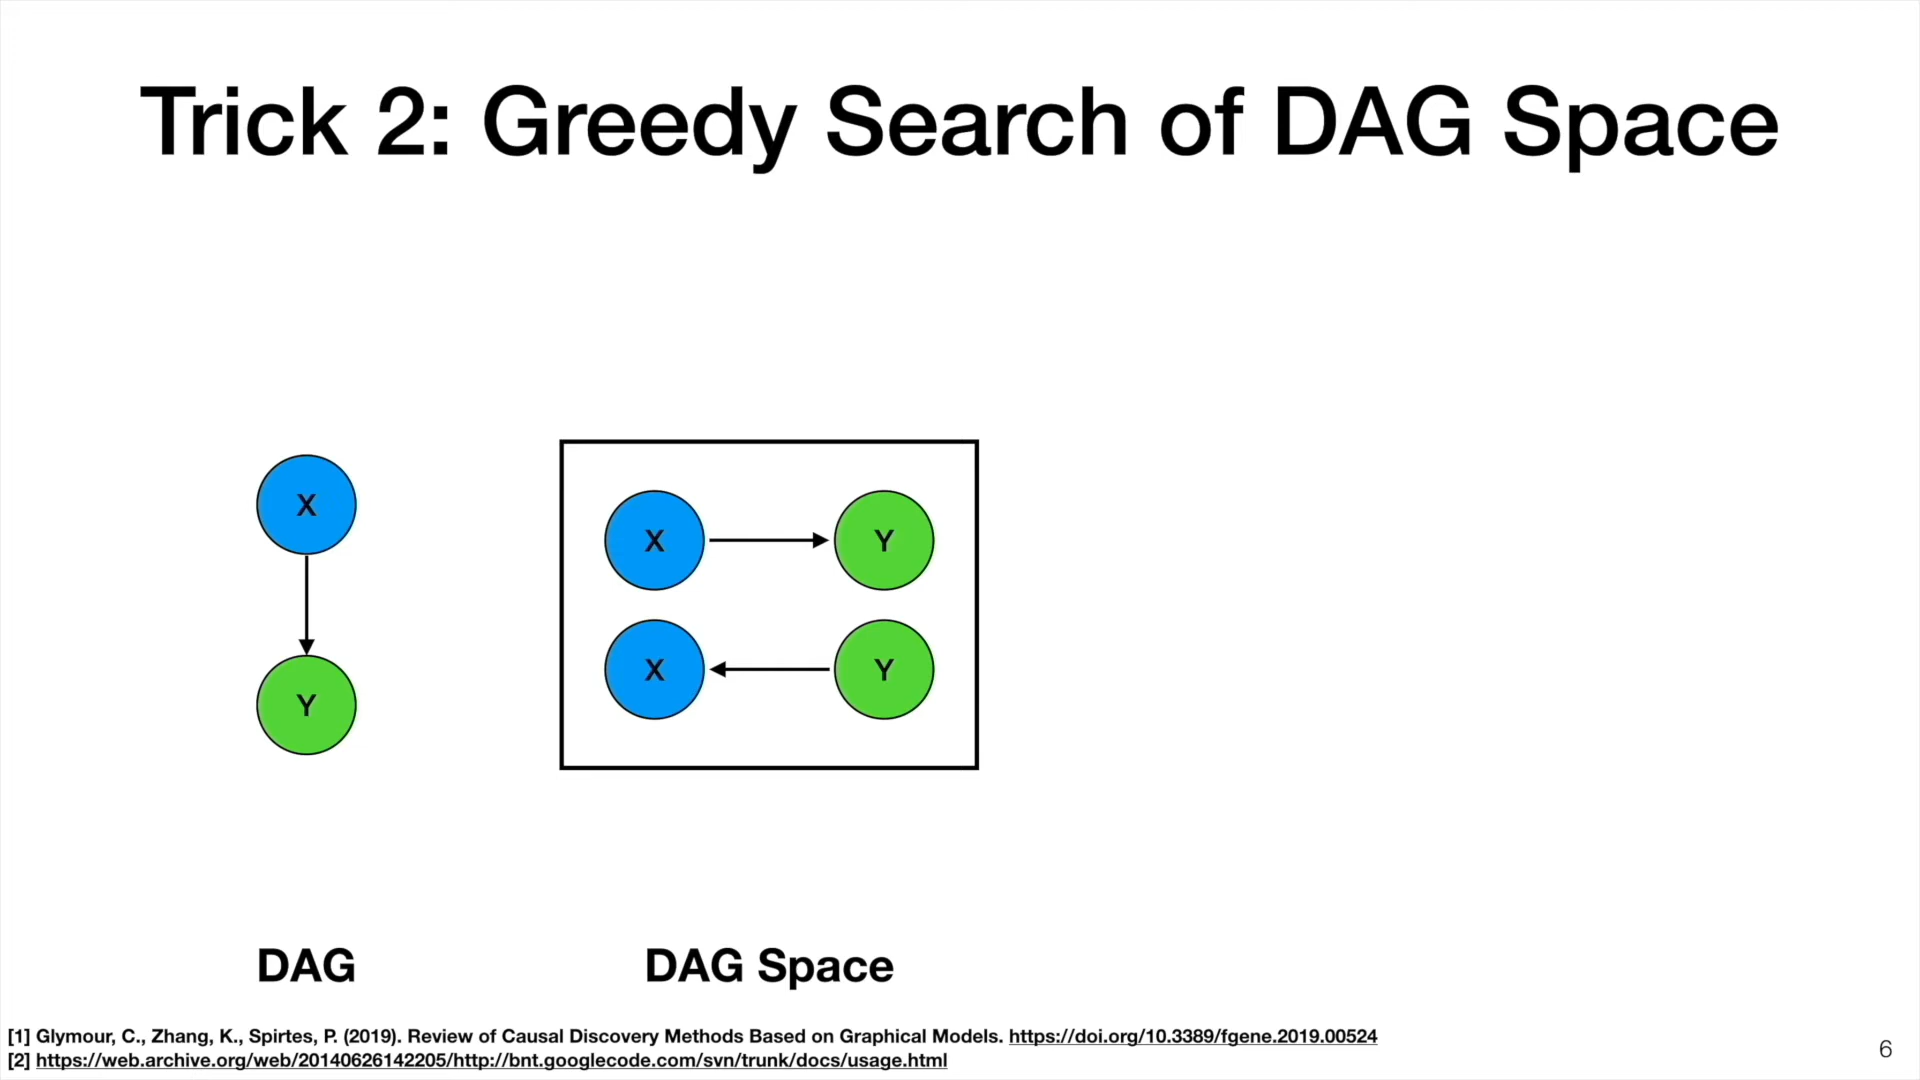 Trick 2: Greedy Search of DAG Space
X
Y
X
Y
X
Y
DAG
DAG Space
[1] Glymour, C., Zhang, K., Spirtes, P. (2019). Review of Causal Discovery Methods Based on Graphical Models. https://doi.org/10.3389/fgene.2019.00524
[2] https://web.archive.org/web/20140626142205/http://bnt.googlecode.com/svn/trunk/docs/usage.html
6